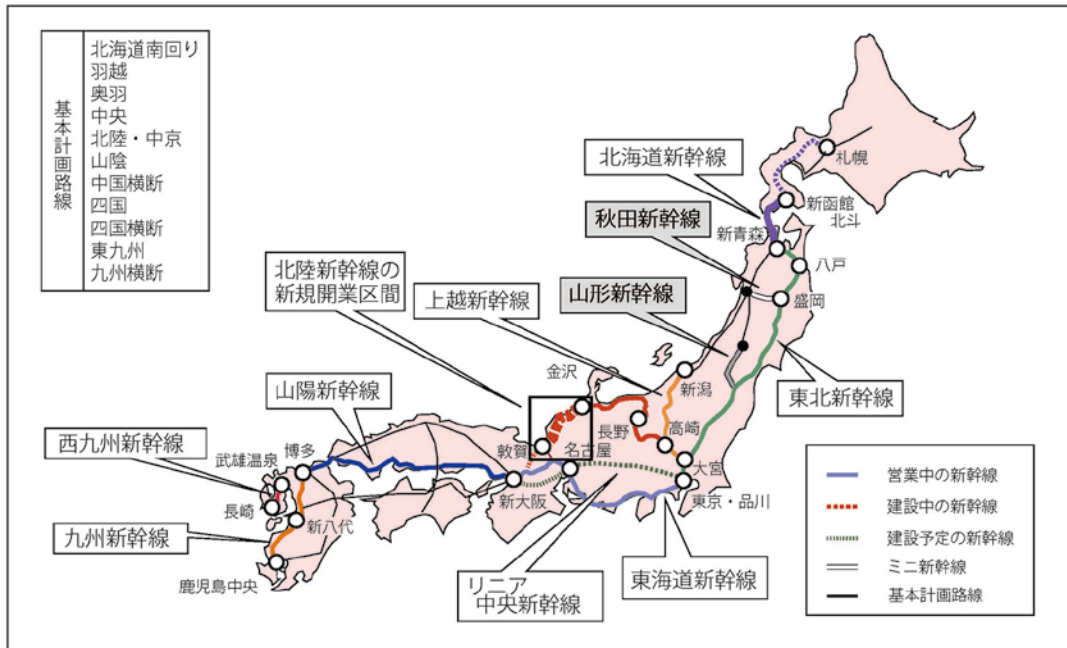 基本計画路線
北海道南回り
羽越
奥羽
中央
北陸・中京
山陰
中国横断
四国
四国横断
東九州
九州横断
北海道新幹線
札幌
新函館
北斗
秋田新幹線
新青森
八戸
北陸新幹線の
新規開業区間
上越新幹線
山形新幹線
盛岡
金沢
新潟
東北新幹線
山陽新幹線
長野
高崎
西九州新幹線
武雄温泉
博多
敦賀
名古屋
大宮
長崎
新大阪
東京・品川
新八代
九州新幹線
鹿児島中央
リニア
中央新幹線
東海道新幹線
営業中の新幹線
建設中の新幹線
建設予定の新幹線
ミニ新幹線
基本計画路線